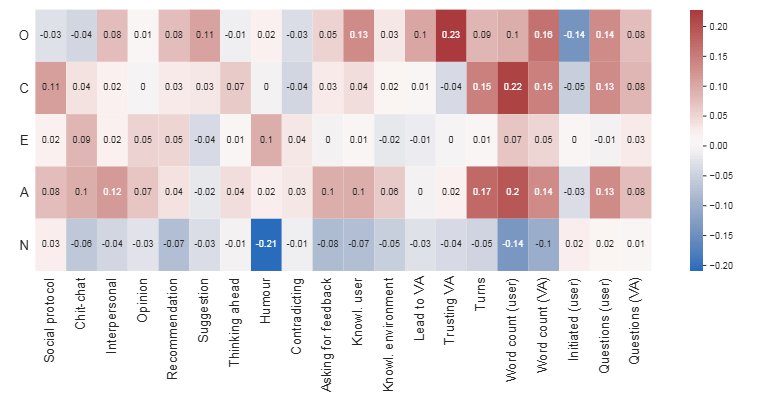 O -0.03 -0.04 0.08 0.01 0.08 0.11 -0.01 0.02 -0.03 0.05 0.13 0.03 0.1 0.23 0.09 0.1 0.16 -0.14 0.14 0.08
C 0.11 0.04 0.02 0 0.03 0.03 0.07 0 -0.04 0.03 0.04 0.02 0.01 -0.04 0.15 0.22 0.15 -0.05 0.13 0.08
E 0.02 0.09 0.02 0.05 0.05 -0.04 0.01 0.1 0.04 0 0.01 -0.02 -0.01 0 0.01 0.07 0.05 0 -0.01 0.03
A 0.08 0.1 0.12 0.07 0.04 -0.02 0.04 0.02 0.03 0.1 0.1 0.06 0 0.02 0.17 0.2 0.14 -0.03 0.13 0.08
N 0.03 -0.06 -0.04 -0.03 -0.07 -0.03 -0.01 -0.21 -0.01 -0.08 -0.07 -0.05 -0.03 -0.04 -0.05 -0.14 -0.1 0.02 0.02 0.01
Social protocol
Chit-chat
Interpersonal
Opinion
Recommendation
Suggestion
Thinking ahead
Humour
Contradicting
Asking for feedback
Knowl. user
Knowl. environment
Lead to VA
Trusting VA
Turns
Word count (user)
Word count (VA)
Initiated (user)
Questions (user)
Questions (VA)
0.20
0.15
0.10
0.05
0.00
-0.05
-0.10
-0.15
-0.20